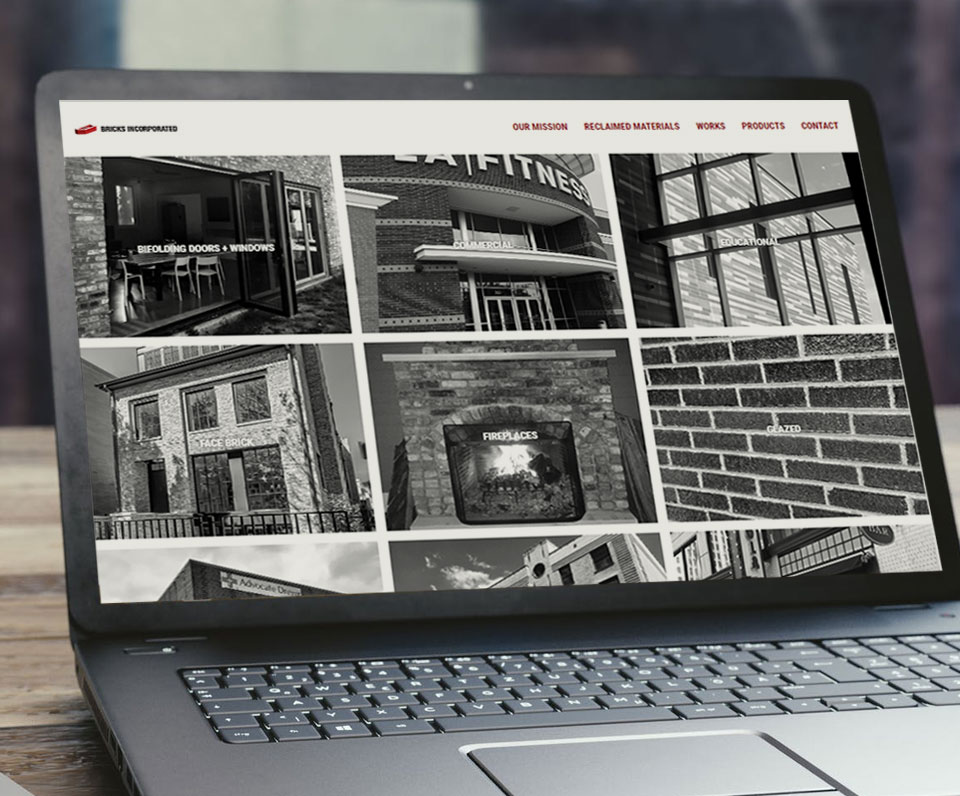 BRICKS INCORPORATED
OUR MISSION RECLAIMED MATERIALS WORKS PRODUCTS CONTACT
LA FITNESS
BIFOLDING DOORS + WINDOWS
COMMERCIAL
EDUCATIONAL
FACE BRICK
FIREPLACES
GLAZED
BAR
Advocate